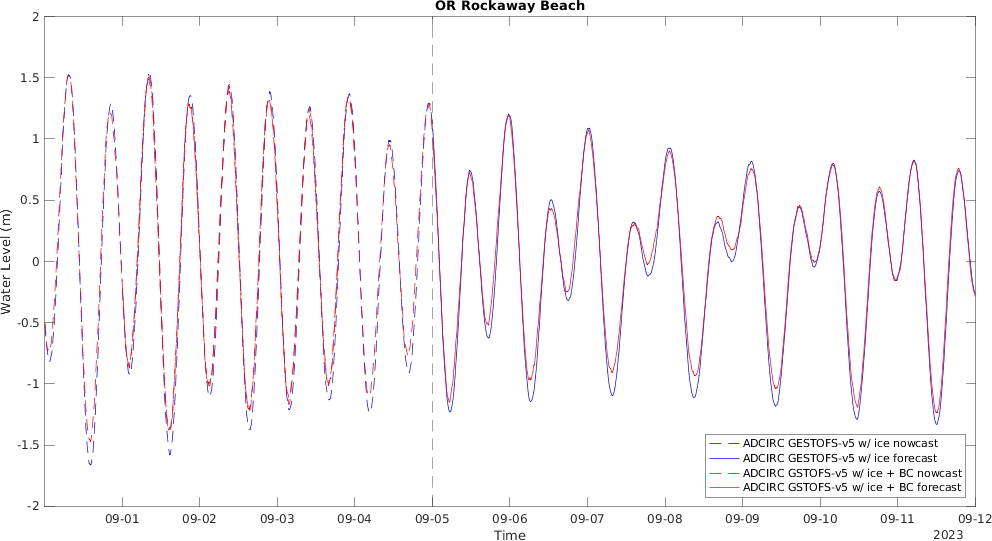 OR Rockaway Beach
2
1.5
1
0.5
0
-0.5
-1
-1.5
-2
Water Level (m)
ADCIRC GESTOFS-v5 w/ ice nowcast
ADCIRC GESTOFS-v5 w/ ice forecast
ADCIRC GSTOFS-v5 w/ ice + BC nowcast
ADCIRC GSTOFS-v5 w/ ice + BC forecast
09-01 09-02 09-03 09-04 09-05 09-06 09-07 09-08 09-09 09-10 09-11 09-12
Time
2023